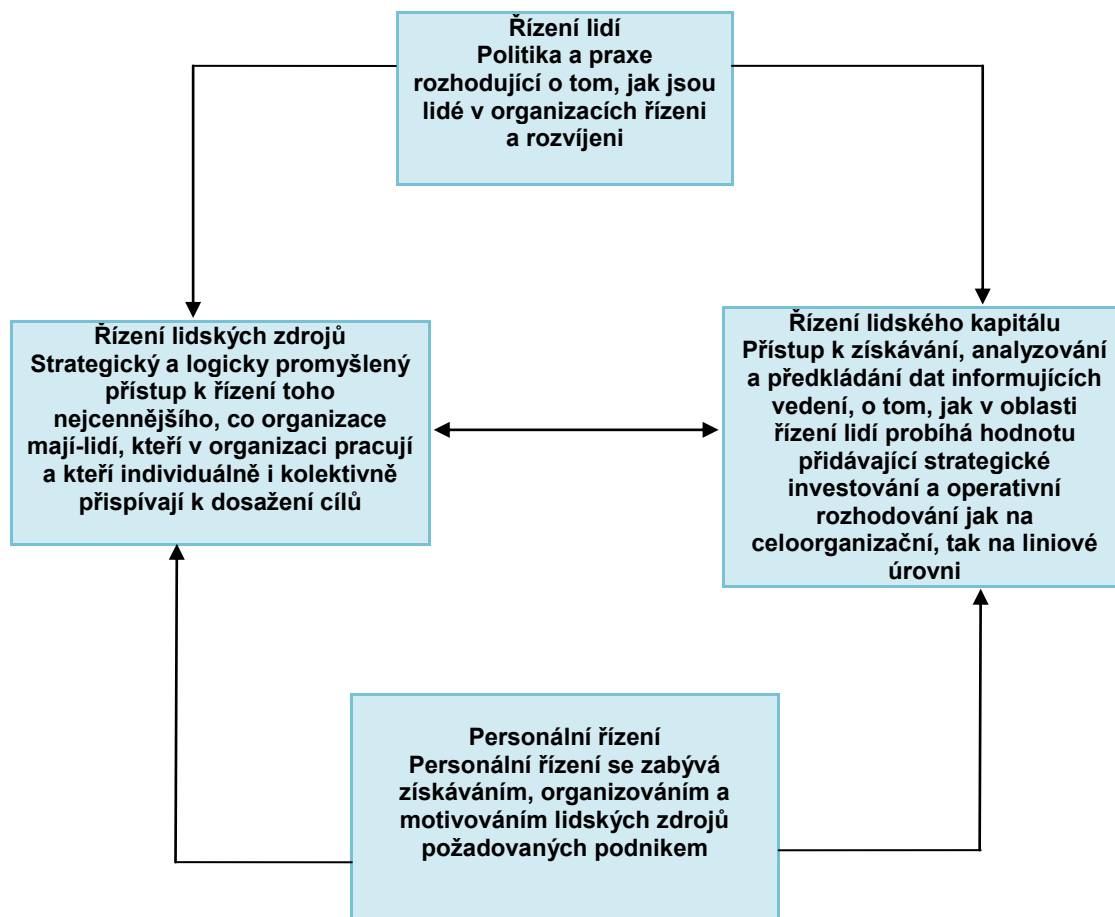 Řízení lidí
Politika a praxe
rozhodující o tom, jak jsou
lidé v organizacích řízeni
a rozvíjeni
Řízení lidských zdrojů
Strategický a logicky promyšlený
přístup k řízení toho
nejcennějšího, co organizace
mají-lidí, kteří v organizaci pracují
a kteří individuálně i kolektivně
přispívají k dosažení cílů
Řízení lidského kapitálu
Přístup k získávání, analyzování
a předkládání dat informujících
vedení, o tom, jak v oblasti
řízení lidí probíhá hodnotu
přidávající strategické
investování a operativní
rozhodování jak na
celoorganizační, tak na liniové
úrovni
Personální řízení
Personální řízení se zabývá
získáváním, organizováním a
motivováním lidských zdrojů
požadovaných podnikem